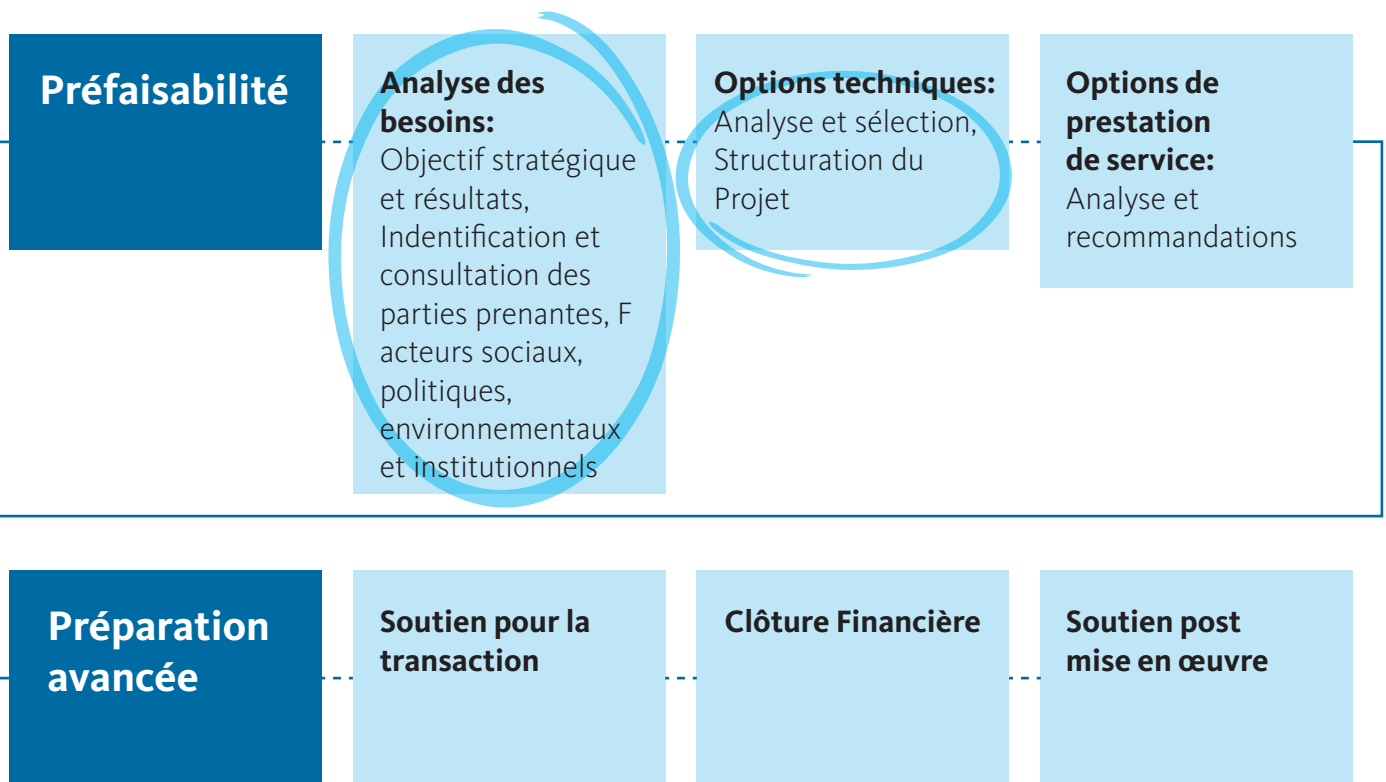 Préfaisabilité
Analyse des
besoins:
Objectif stratégique
et résultats,
Indentification et
consultation des
parties prenantes, F
acteurs sociaux,
politiques,
environnementaux
et institutionnels
Options techniques:
Analyse et sélection,
Structuration du
Projet
Options de
prestation
de service:
Analyse et
recommandations
Préparation
avancée
Soutien pour la
transaction
Clôture Financière
Soutien post
mise en œuvre